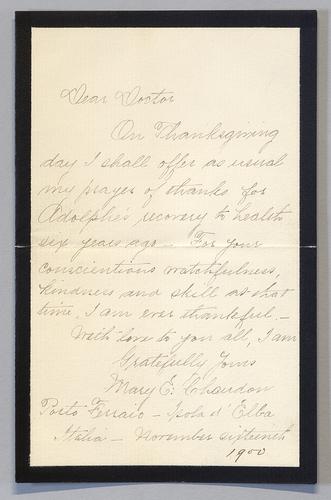 Dear Doctor
On Thanksgiving
day I shall offer as usual
my prayer of thanks for
Adolphe's recovery to health
six years ago – For your
conscientious watchfulness,
kindness and skill at that
time, I am ever thankful. –
With love to you all, I am
Gratefully Yours
Mary E. Chaudon
Porto Ferraio – Isola d'Elba
Italia – November sixteenth
1900